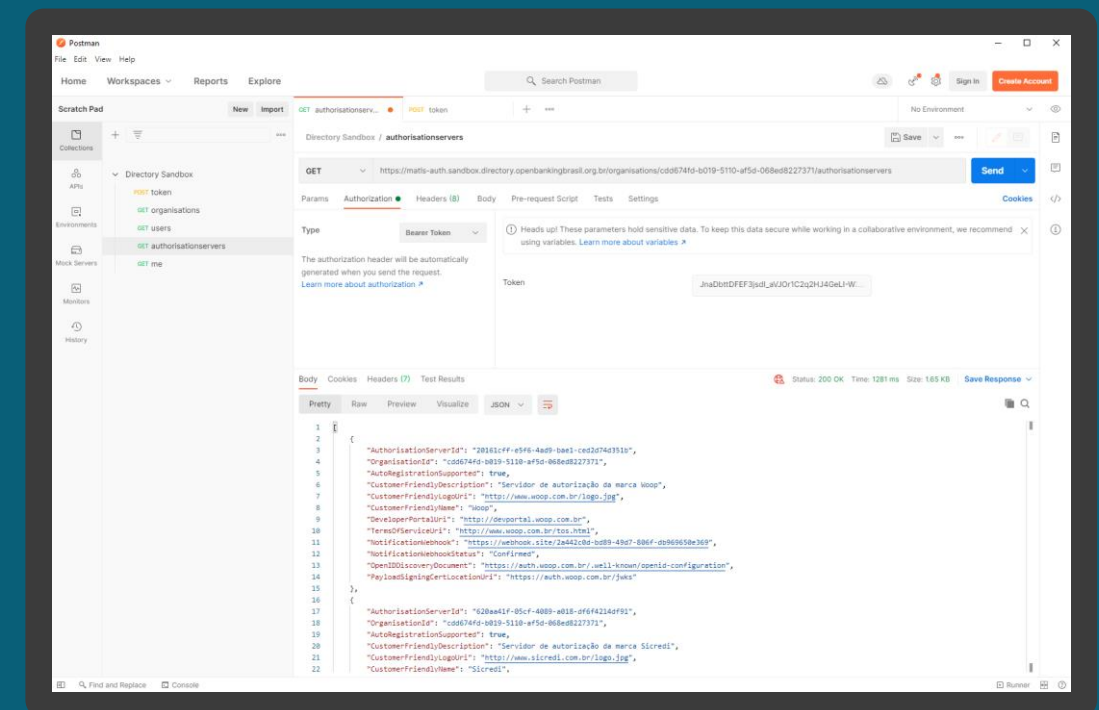 Postman
File Edit View Help
Home Workspaces Reports Explore
Search Postman
Sign In
Create Account
Scratch Pad
New Import
GET authorisationserv...
POST token
No Environment
Collections
APIs
Environments
Mock Servers
Monitors
History
Directory Sandbox
POST token
GET organisations
GET users
GET authorisationservers
GET me
Directory Sandbox / authorisationservers
Save
GET
https://matls-auth.sandbox.directory.openbankingbrasil.org.br/organisations/cdd674fd-b019-5110-af5d-068ed8227371/authorisationservers
Send
Params Authorization Headers (8) Body Pre-request Script Tests Settings
Cookies
Type
Bearer Token
The authorization header will be automatically
generated when you send the request.
Learn more about authorization
Heads up! These parameters hold sensitive data. To keep this data secure while working in a collaborative environment, we recommend
using variables. Learn more about variables
Token
Body Cookies Headers (7) Test Results
Status: 200 OK Time: 1281 ms Size: 1.65 KB Save Response
Pretty Raw Preview Visualize JSON
1 [
2 {
3 "AuthorisationServerId": "20161cff-e5f6-4ad9-bae1-ced2d74d351b",
4 "OrganisationId": "cdd674fd-b019-5110-af5d-068ed8227371",
5 "AutoRegistrationSupported": true,
6 "CustomerFriendlyDescription": "Servidor de autorização da marca Woop",
7 "CustomerFriendlyLogoUri": "http://www.woop.com.br/logo.jpg",
8 "CustomerFriendlyName": "Woop",
9 "DeveloperPortalUri": "http://devportal.woop.com.br",
10 "TermsOfServiceUri": "http://www.woop.com.br/tos.html",
11 "NotificationWebhook": "https://webhook.site/2a442c0d-bd89-49d7-806f-db969650e369",
12 "NotificationWebhookStatus": "Confirmed",
13 "OpenIDDiscoveryDocument": "https://auth.woop.com.br/.well-known/openid-configuration",
14 "PayloadSigningCertLocationUri": "https://auth.woop.com.br/jwks"
15 },
16 {
17 "AuthorisationServerId": "620aa41f-05cf-4089-a018-df6f4214df91",
18 "OrganisationId": "cdd674fd-b019-5110-af5d-068ed8227371",
19 "AutoRegistrationSupported": true,
20 "CustomerFriendlyDescription": "Servidor de autorização da marca Sicredi",
21 "CustomerFriendlyLogoUri": "http://www.sicredi.com.br/logo.jpg",
22 "CustomerFriendlyName": "Sicredi",
Find and Replace Console
Runner